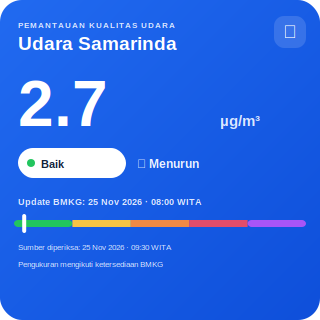 PEMANTAUAN KUALITAS UDARA
Udara Samarinda
2.7
µg/m³
Baik
Menurun
Update BMKG: 25 Nov 2026 · 08:00 WITA
Sumber diperiksa: 25 Nov 2026 · 09:30 WITA
Pengukuran mengikuti ketersediaan BMKG